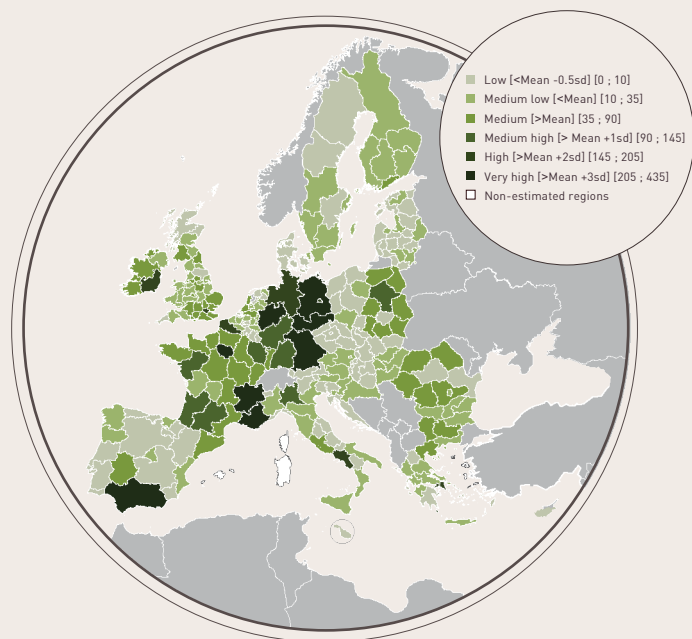 Low [<Mean -0.5sd] [0 ; 10]
Medium low [<Mean] [10 ; 35]
Medium [>Mean] [35 ; 90]
Medium high [> Mean +1sd] [90 ; 145]
High [>Mean +2sd] [145 ; 205]
Very high [>Mean +3sd] [205 ; 435]
Non-estimated regions